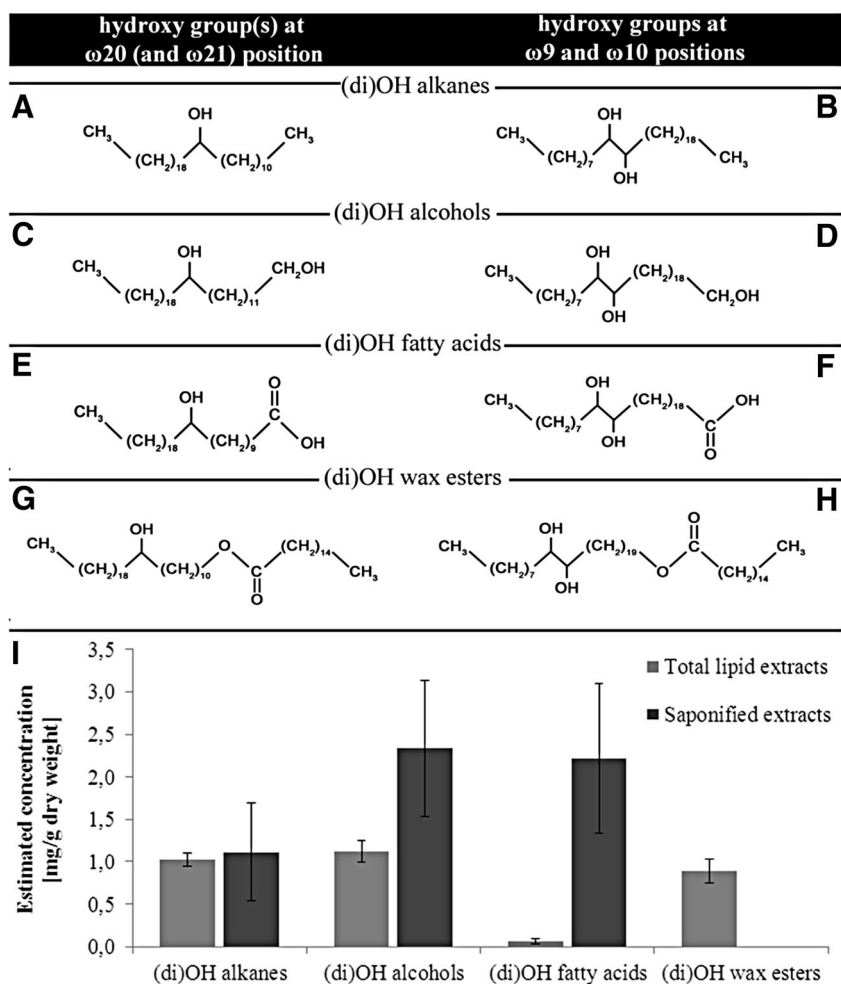 hydroxy group(s) at ω20 (and ω21) position
hydroxy groups at ω9 and ω10 positions
(di)OH alkanes
A
OH
CH3
(CH2)18
(CH2)10
CH3
B
OH
CH3
(CH2)7
OH
(CH2)18
CH3
(di)OH alcohols
C
OH
CH3
(CH2)18
(CH2)11
CH2OH
D
OH
CH3
(CH2)7
OH
(CH2)18
CH2OH
(di)OH fatty acids
E
O
OH
CH3
C
(CH2)18
(CH2)9
OH
F
OH
CH3
(CH2)7
OH
(CH2)18
C
OH
O
(di)OH wax esters
G
OH
CH3
(CH2)18
(CH2)10
O
C
O
(CH2)14
CH3
H
OH
CH3
(CH2)7
OH
(CH2)19
O
O
C
(CH2)14
CH3
I
Estimated concentration
[mg/g dry weight]
3,5
3,0
2,5
2,0
1,5
1,0
0,5
0,0
Total lipid extracts
Saponified extracts
(di)OH alkanes
(di)OH alcohols
(di)OH fatty acids
(di)OH wax esters